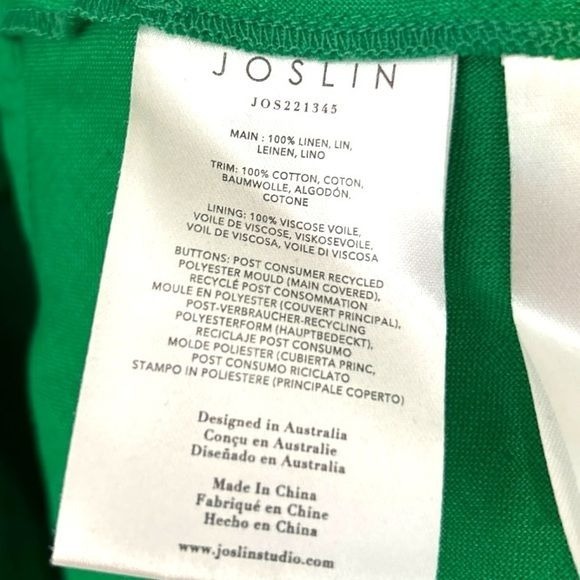 JOSLIN
JOS221345
MAIN : 100% LINEN, LIN,
LEINEN, LINO
TRIM: 100% COTTON, COTON,
BAUMWOLLE, ALGODÓN,
COTONE
LINING: 100% VISCOSE VOILE,
VOILE DE VISCOSE, VISKOSEVOILE,
VOIL DE VISCOSA, VOILE DI VISCOSA
BUTTONS: POST CONSUMER RECYCLED
POLYESTER MOULD (MAIN COVERED),
RECYCLÉ POST CONSOMMATION
MOULE EN POLYESTER (COUVERT PRINCIPAL),
POST-VERBRAUCHER-RECYCLING
POLYESTERFORM (HAUPTBEDECKT),
RECICLAJE POST CONSUMO
MOLDE POLIESTER (CUBIERTA PRINC,
POST CONSUMO RICICLATO
STAMPO IN POLIESTERE (PRINCIPALE COPERTO)
Designed in Australia
Conçu en Australie
Diseñado en Australia
Made In China
Fabriqué en Chine
Hecho en China
www.joslinstudio.com